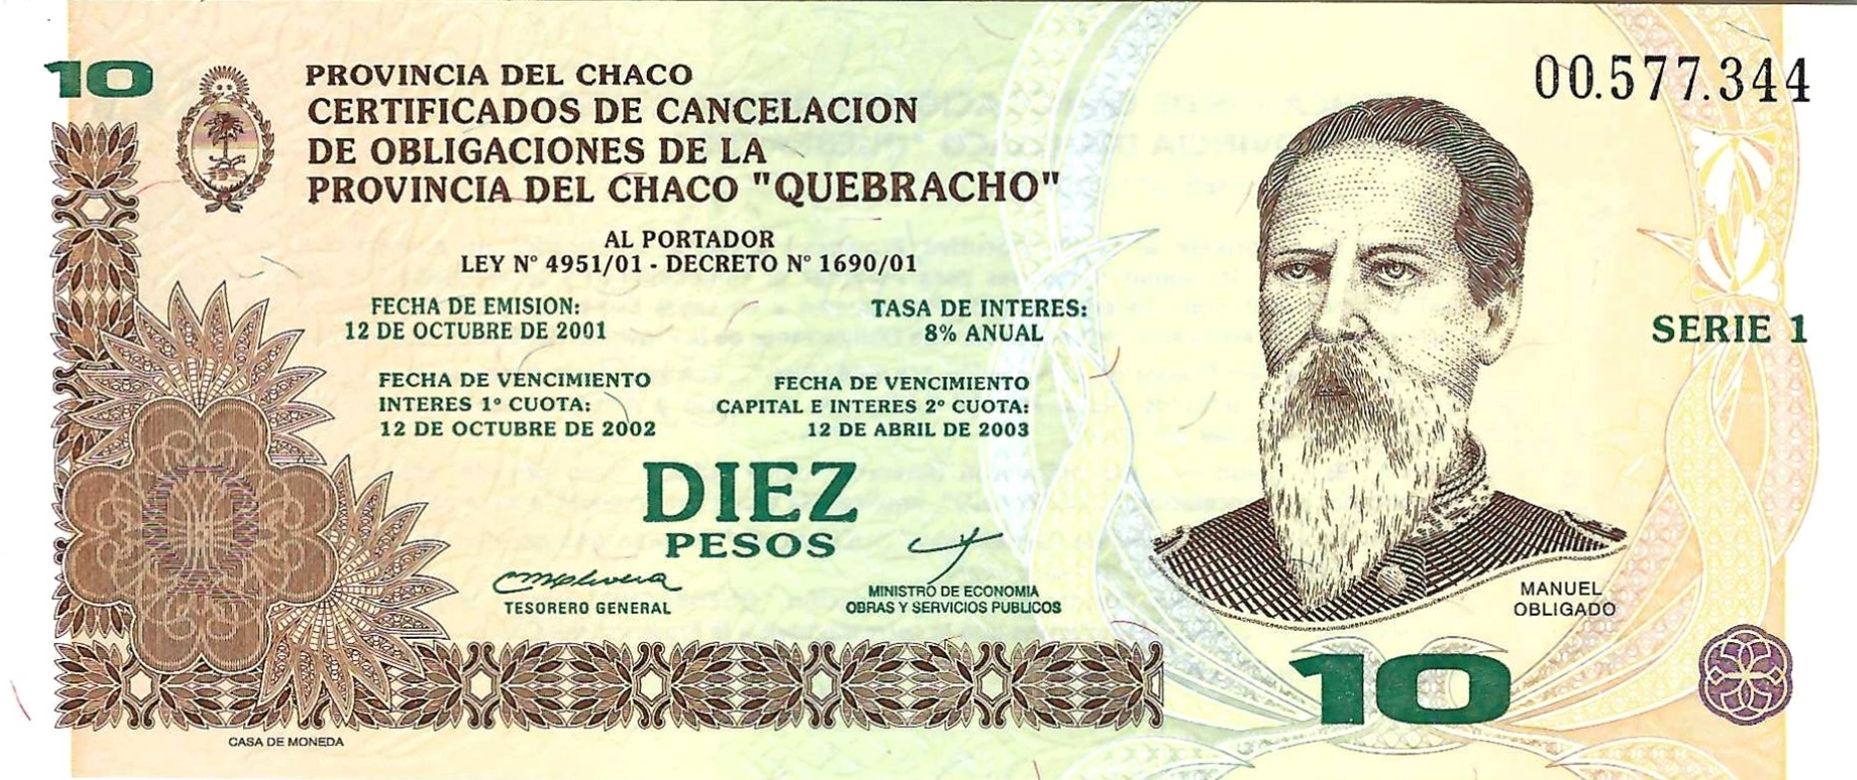 10
PROVINCIA DEL CHACO
CERTIFICADOS DE CANCELACION
DE OBLIGACIONES DE LA
PROVINCIA DEL CHACO "QUEBRACHO"
00.577.344
AL PORTADOR
LEY N° 4951/01 - DECRETO N° 1690/01
FECHA DE EMISION:
12 DE OCTUBRE DE 2001
TASA DE INTERES:
8% ANUAL
SERIE 1
FECHA DE VENCIMIENTO
INTERES 1° CUOTA:
12 DE OCTUBRE DE 2002
FECHA DE VENCIMIENTO
CAPITAL E INTERES 2° CUOTA:
12 DE ABRIL DE 2003
DIEZ
PESOS
TESORERO GENERAL
MINISTRO DE ECONOMIA
OBRAS Y SERVICIOS PUBLICOS
MANUEL
OBLIGADO
10
CASA DE MONEDA